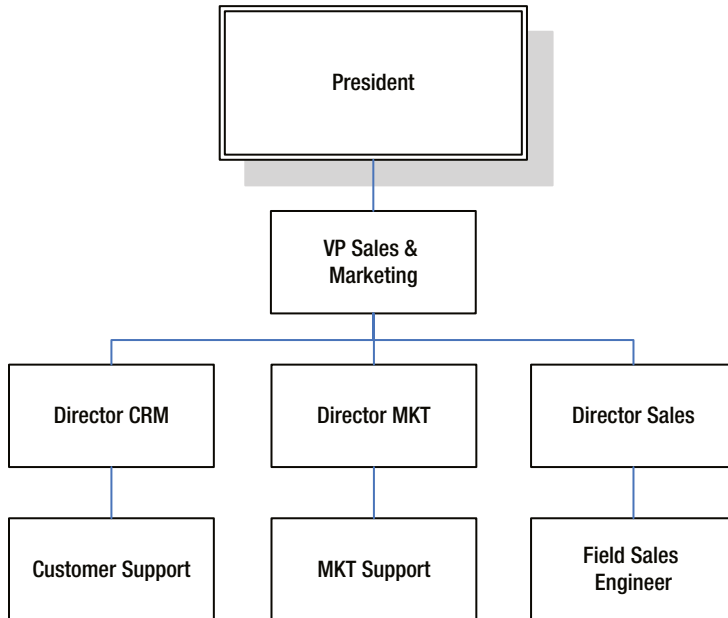 President
VP Sales &
Marketing
Director CRM
Director MKT
Director Sales
Customer Support
MKT Support
Field Sales
Engineer